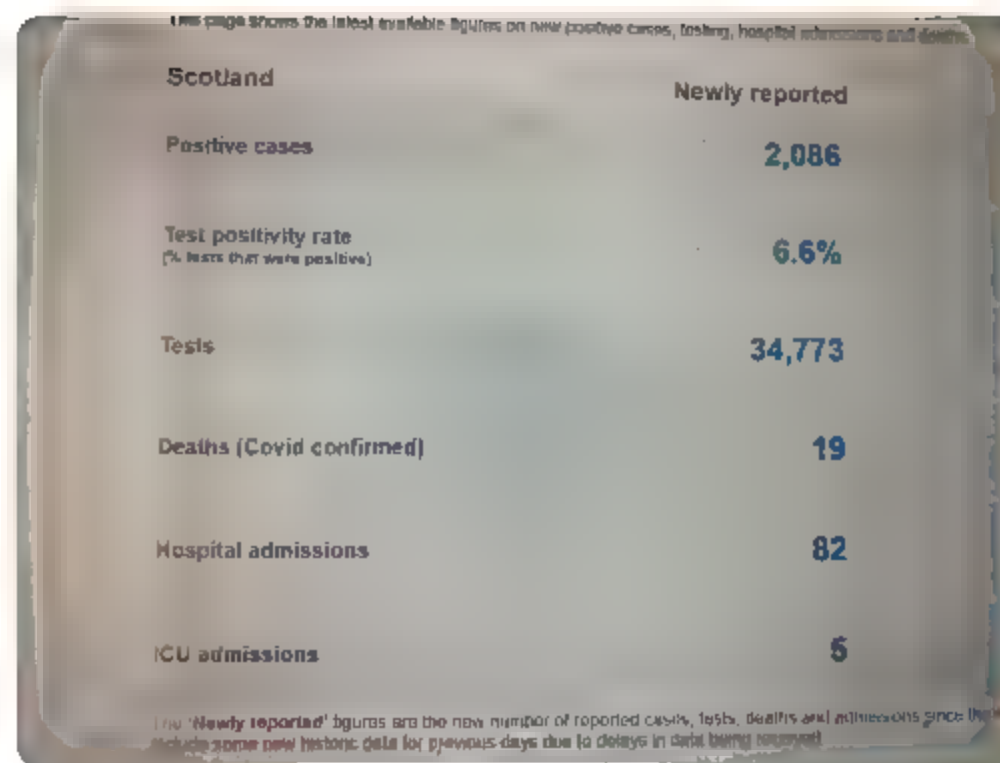 This page shows the latest available figures on new positive cases, testing, hospital admissions and deaths
Scotland
Newly reported
Positive cases
2,086
Test positivity rate
(% tests that were positive)
6.6%
Tests
34,773
Deaths (Covid confirmed)
19
Hospital admissions
82
ICU admissions
5
The 'Newly reported' figures are the new number of reported cases, tests, deaths and admissions since the
include some new historic data for previous days due to delays in data being received